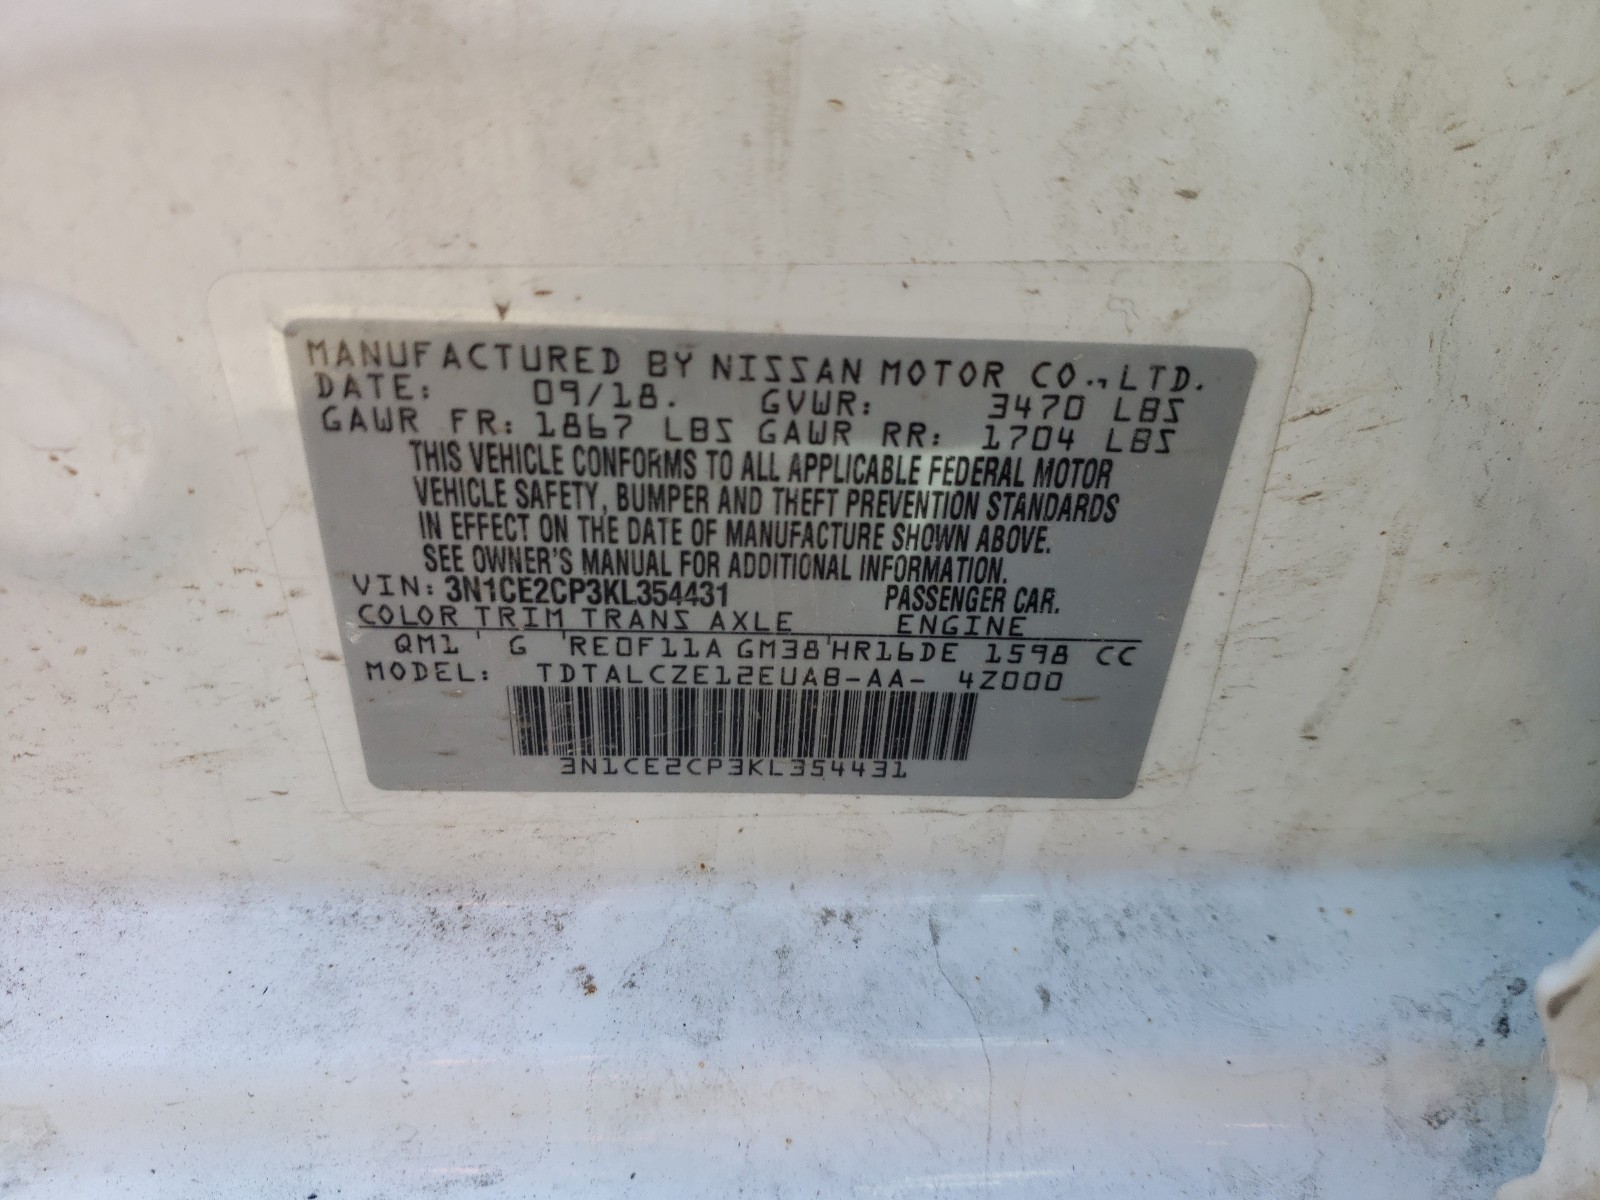 MANUFACTURED BY NISSAN MOTOR CO., LTD.
DATE: 09/18. GVWR: 3470 LBS
GAWR FR: 1867 LBS GAWR RR: 1704 LBS
THIS VEHICLE CONFORMS TO ALL APPLICABLE FEDERAL MOTOR
VEHICLE SAFETY, BUMPER AND THEFT PREVENTION STANDARDS
IN EFFECT ON THE DATE OF MANUFACTURE SHOWN ABOVE.
SEE OWNER'S MANUAL FOR ADDITIONAL INFORMATION.
VIN: 3N1CE2CP3KL354431 PASSENGER CAR.
COLOR TRIM TRANS AXLE ENGINE
QM1 ' G 'RE0F11A GM38'HR16DE 1598 CC
MODEL: TDTALCZE12EUAB-AA- 4Z000
3N1CE2CP3KL354431